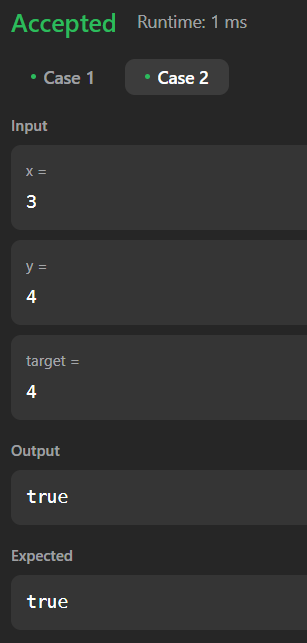 Accepted Runtime: 1 ms
• Case 1 • Case 2
Input
x =
3
y =
4
target =
4
Output
true
Expected
true